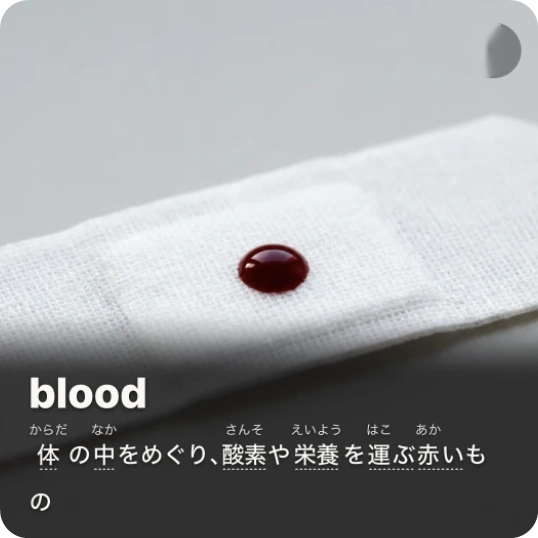 blood
からだ なか さんそ えいよう はこ あか
体の中をめぐり、酸素や栄養を運ぶ赤いも
の